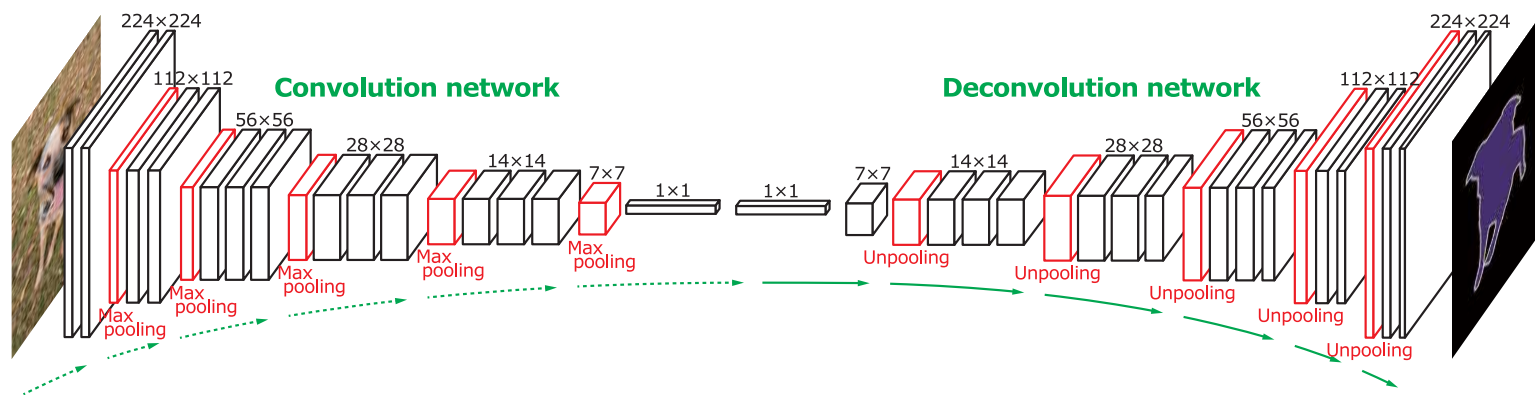 224×224
112×112
Convolution network
56×56
28×28
14×14
7×7
1×1
1×1
7×7
14×14
28×28
Deconvolution network
56×56
112×112
224×224
Max
pooling
Max
pooling
Max
pooling
Max
pooling
Max
pooling
Unpooling
Unpooling
Unpooling
Unpooling
Unpooling